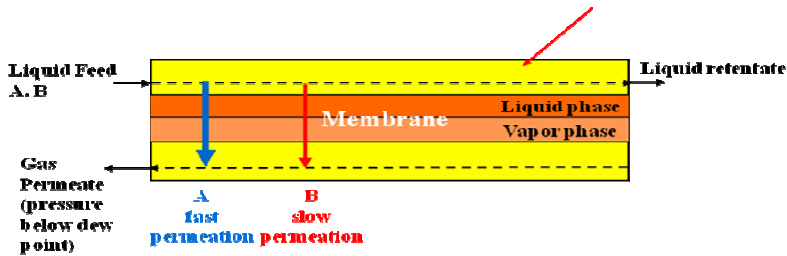 Liquid Feed
A. B
Liquid retentate
Liquid phase
Membrane
Vapor phase
Gas
Permeate
(pressure
below dew
point)
A
fast
permeation
B
slow
permeation